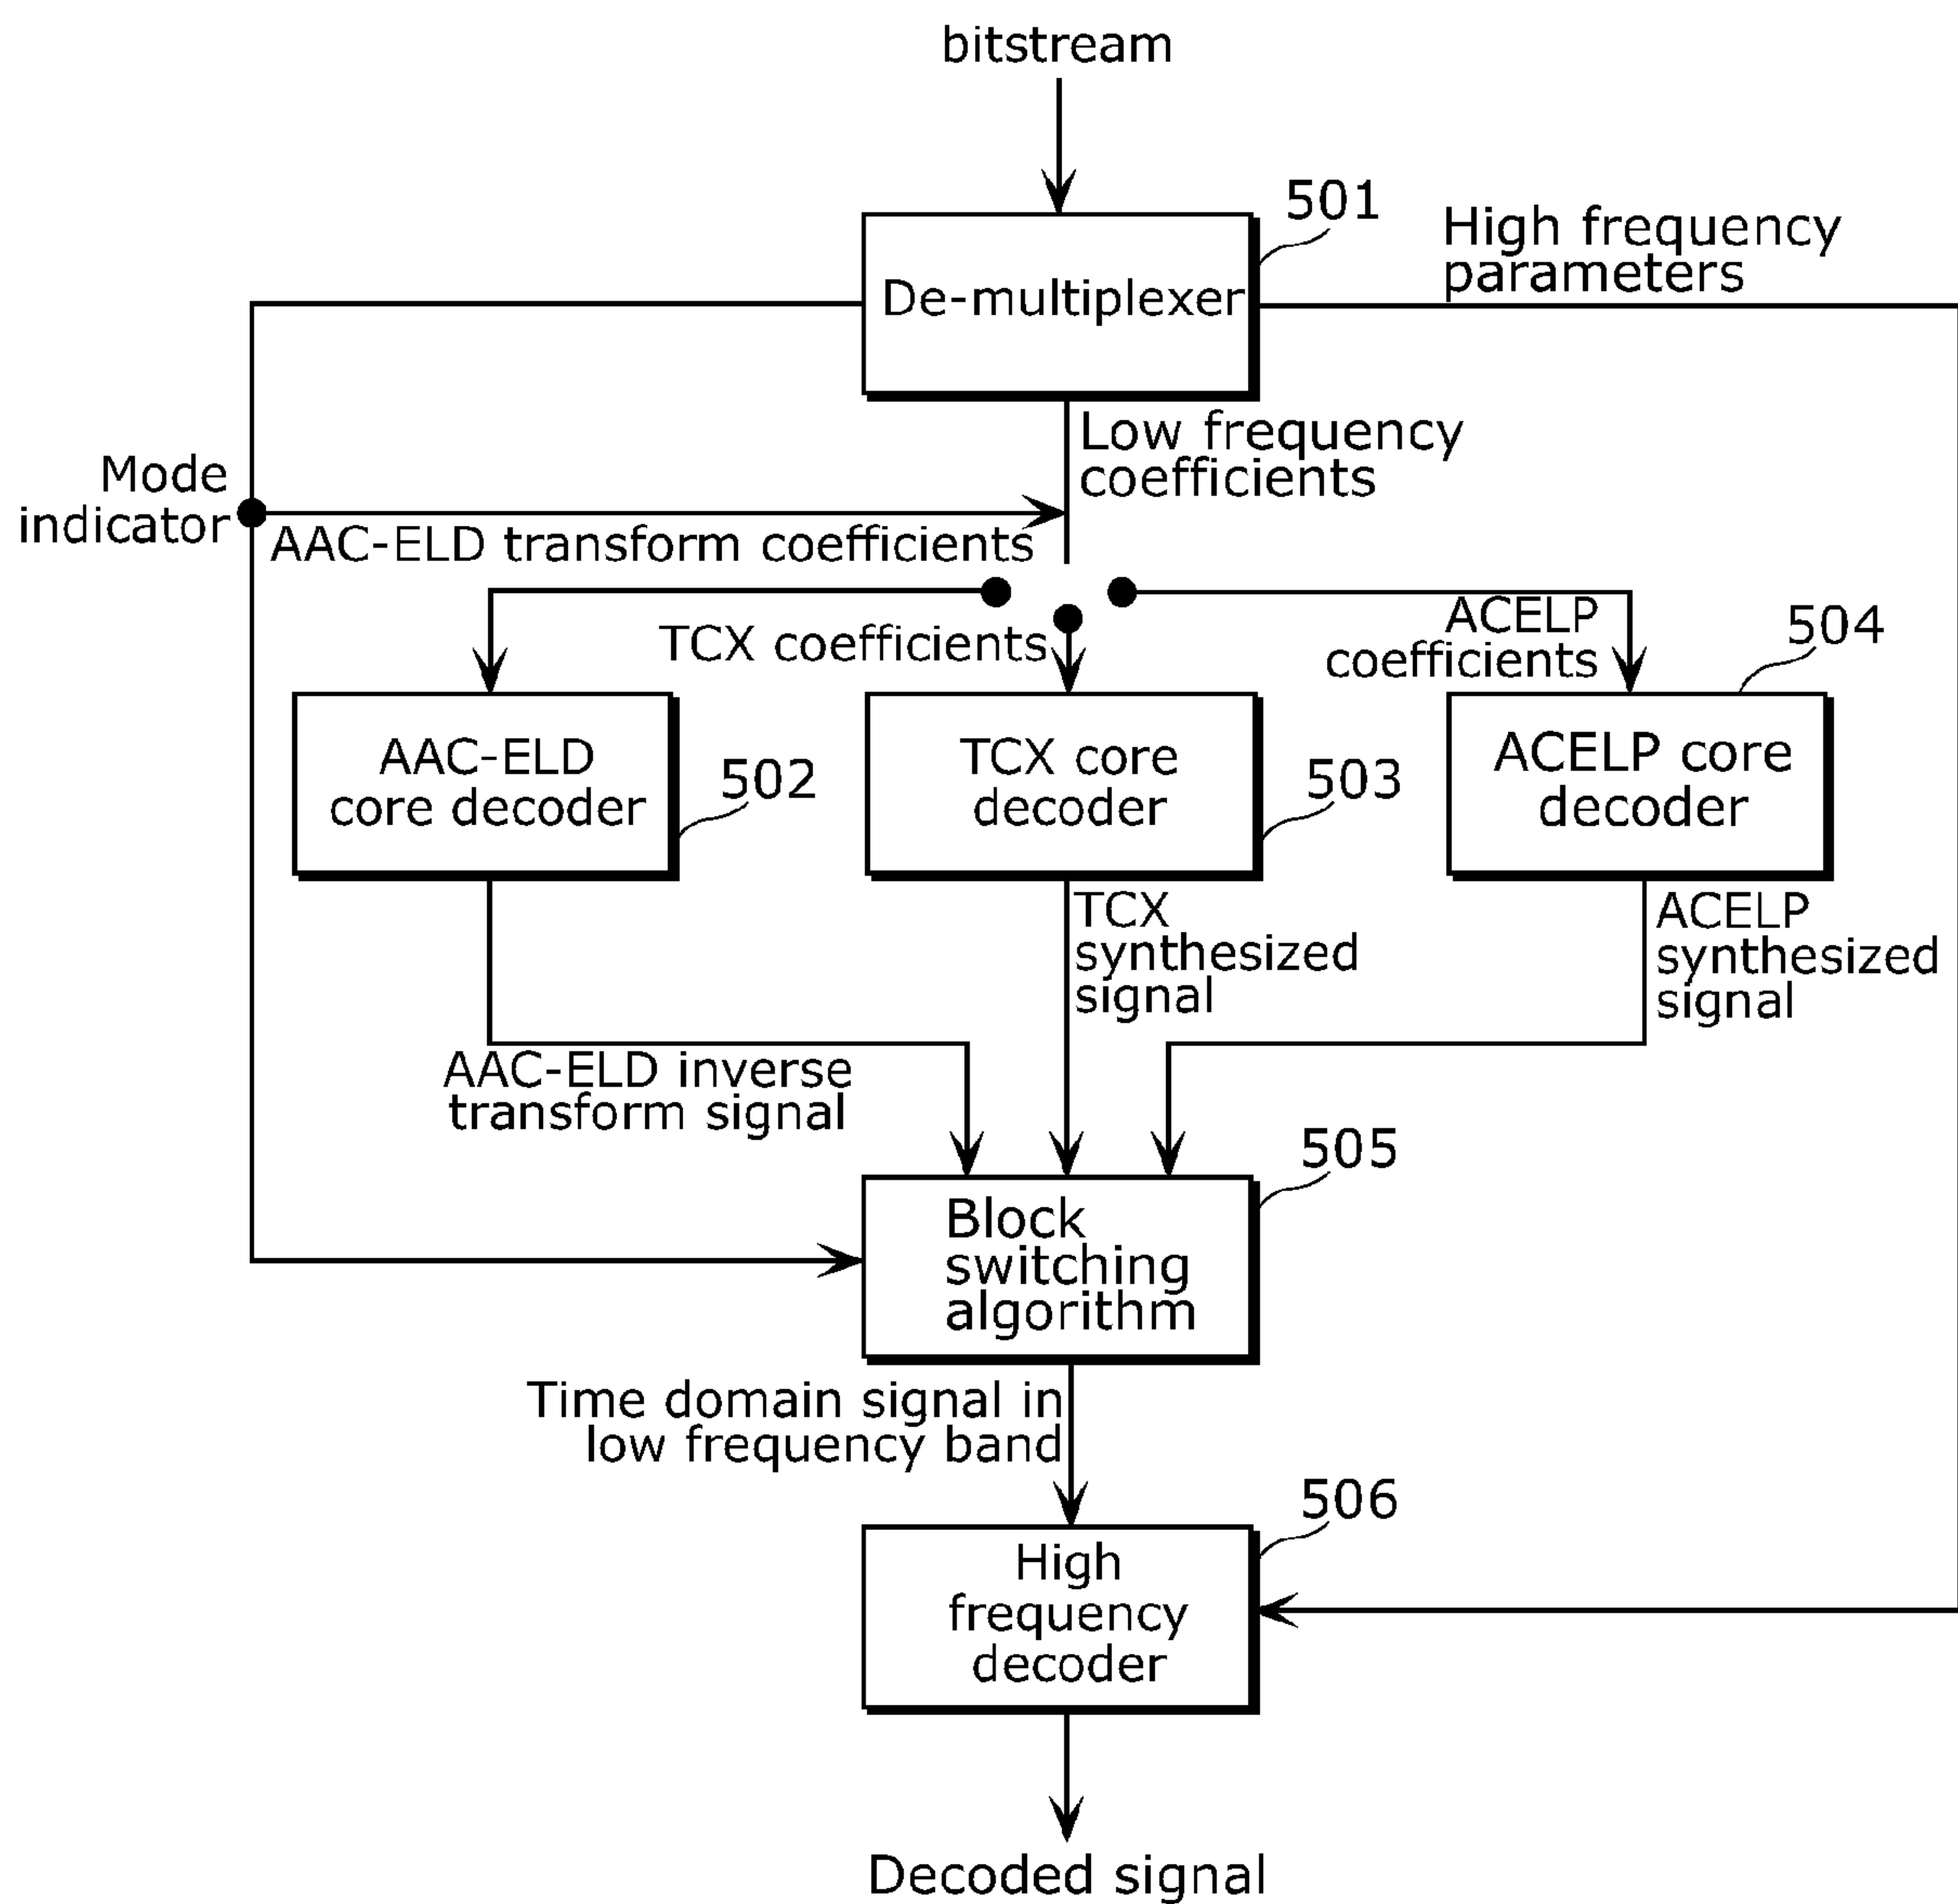 bitstream
501
High frequency
parameters
De-multiplexer
Low frequency
coefficients
Mode
indicator
AAC-ELD transform coefficients
TCX coefficients
ACELP
coefficients
504
AAC-ELD
core decoder
502
TCX core
decoder
503
ACELP core
decoder
TCX
synthesized
signal
ACELP
synthesized
signal
AAC-ELD inverse
transform signal
505
Block
switching
algorithm
Time domain signal in
low frequency band
506
High
frequency
decoder
Decoded signal